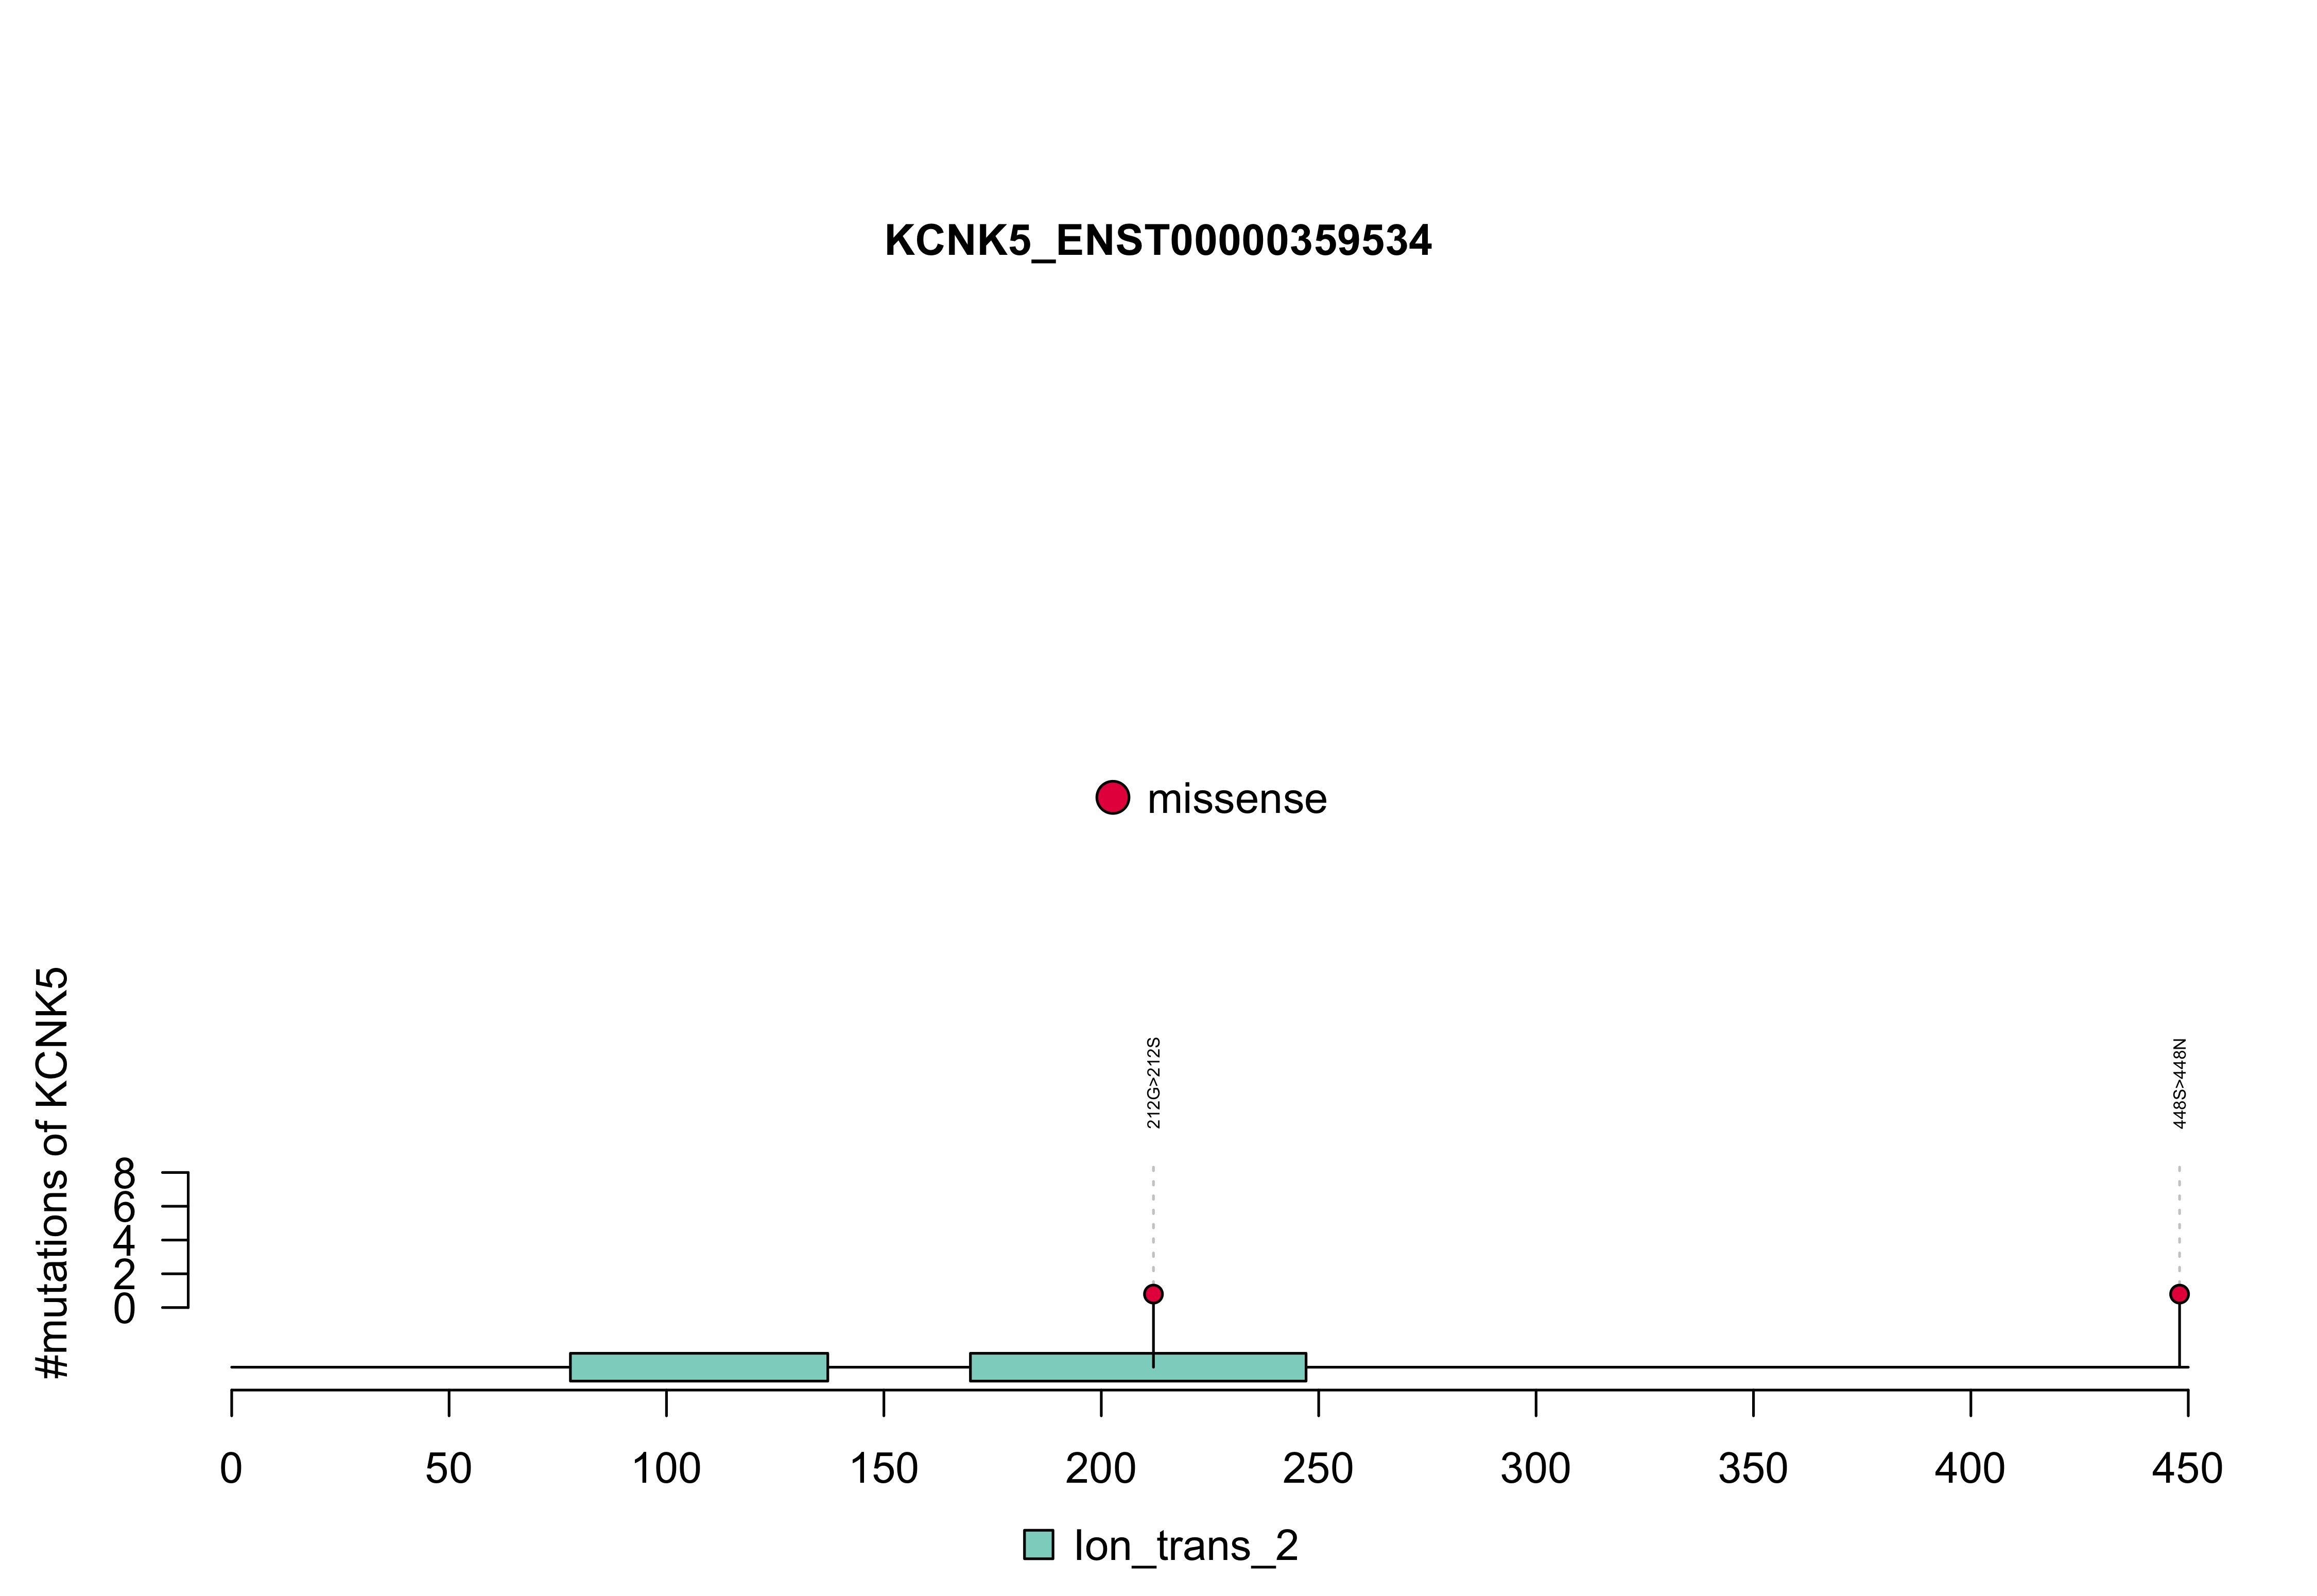 KCNK5_ENST00000359534
missense
#mutations of KCNK5
212G>212S
448S>448N
8
6
4
2
0
0 50 100 150 200 250 300 350 400 450
Ion_trans_2